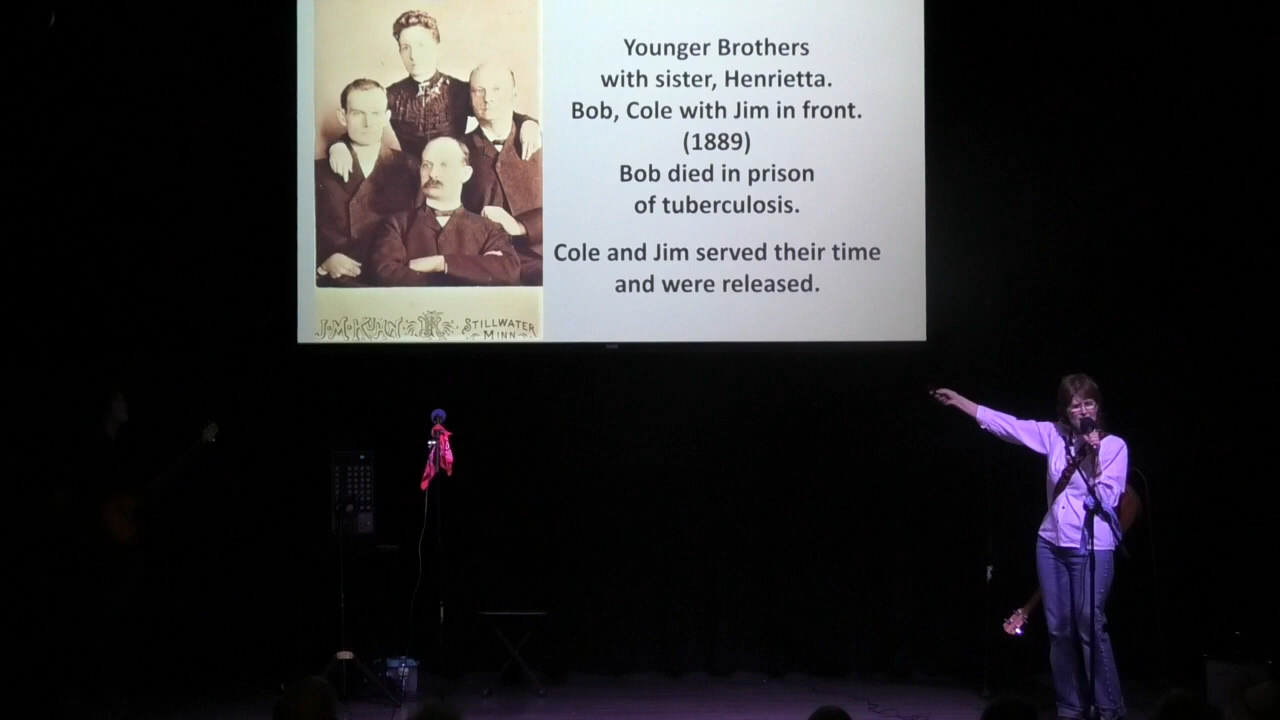 Younger Brothers
with sister, Henrietta.
Bob, Cole with Jim in front.
(1889)
Bob died in prison
of tuberculosis.
Cole and Jim served their time
and were released.
J·M·KUHN
STILLWATER
MINN